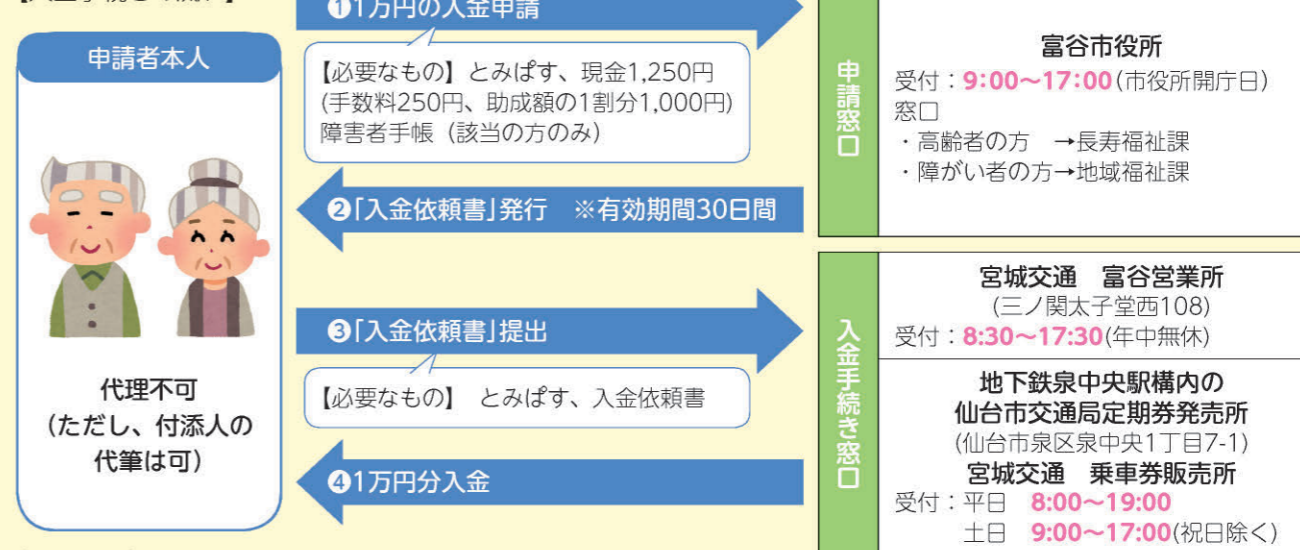 ❶1万円の入金申請
申請者本人
【必要なもの】とみぱす、現金1,250円
(手数料250円、助成額の1割分1,000円)
障害者手帳（該当の方のみ）
❷「入金依頼書」発行　※有効期間30日間
❸「入金依頼書」提出
【必要なもの】　とみぱす、入金依頼書
❹1万円分入金
代理不可
（ただし、付添人の
代筆は可）
申請窓口
富谷市役所
受付：9:00～17:00(市役所開庁日)
窓口
・高齢者の方　→長寿福祉課
・障がい者の方→地域福祉課
入金手続き窓口
宮城交通　富谷営業所
(三ノ関太子堂西108)
受付：8:30～17:30(年中無休)
地下鉄泉中央駅構内の
仙台市交通局定期券発売所
(仙台市泉区泉中央1丁目7-1)
宮城交通　乗車券販売所
受付：平日　8:00～19:00
土日　9:00～17:00(祝日除く)